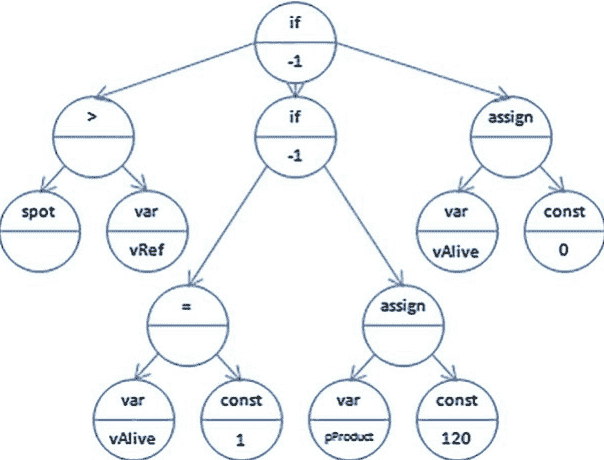 if
-1
>
if
-1
assign
spot
var
vRef
var
vAlive
const
0
=
assign
var
vAlive
const
1
var
pProduct
const
120